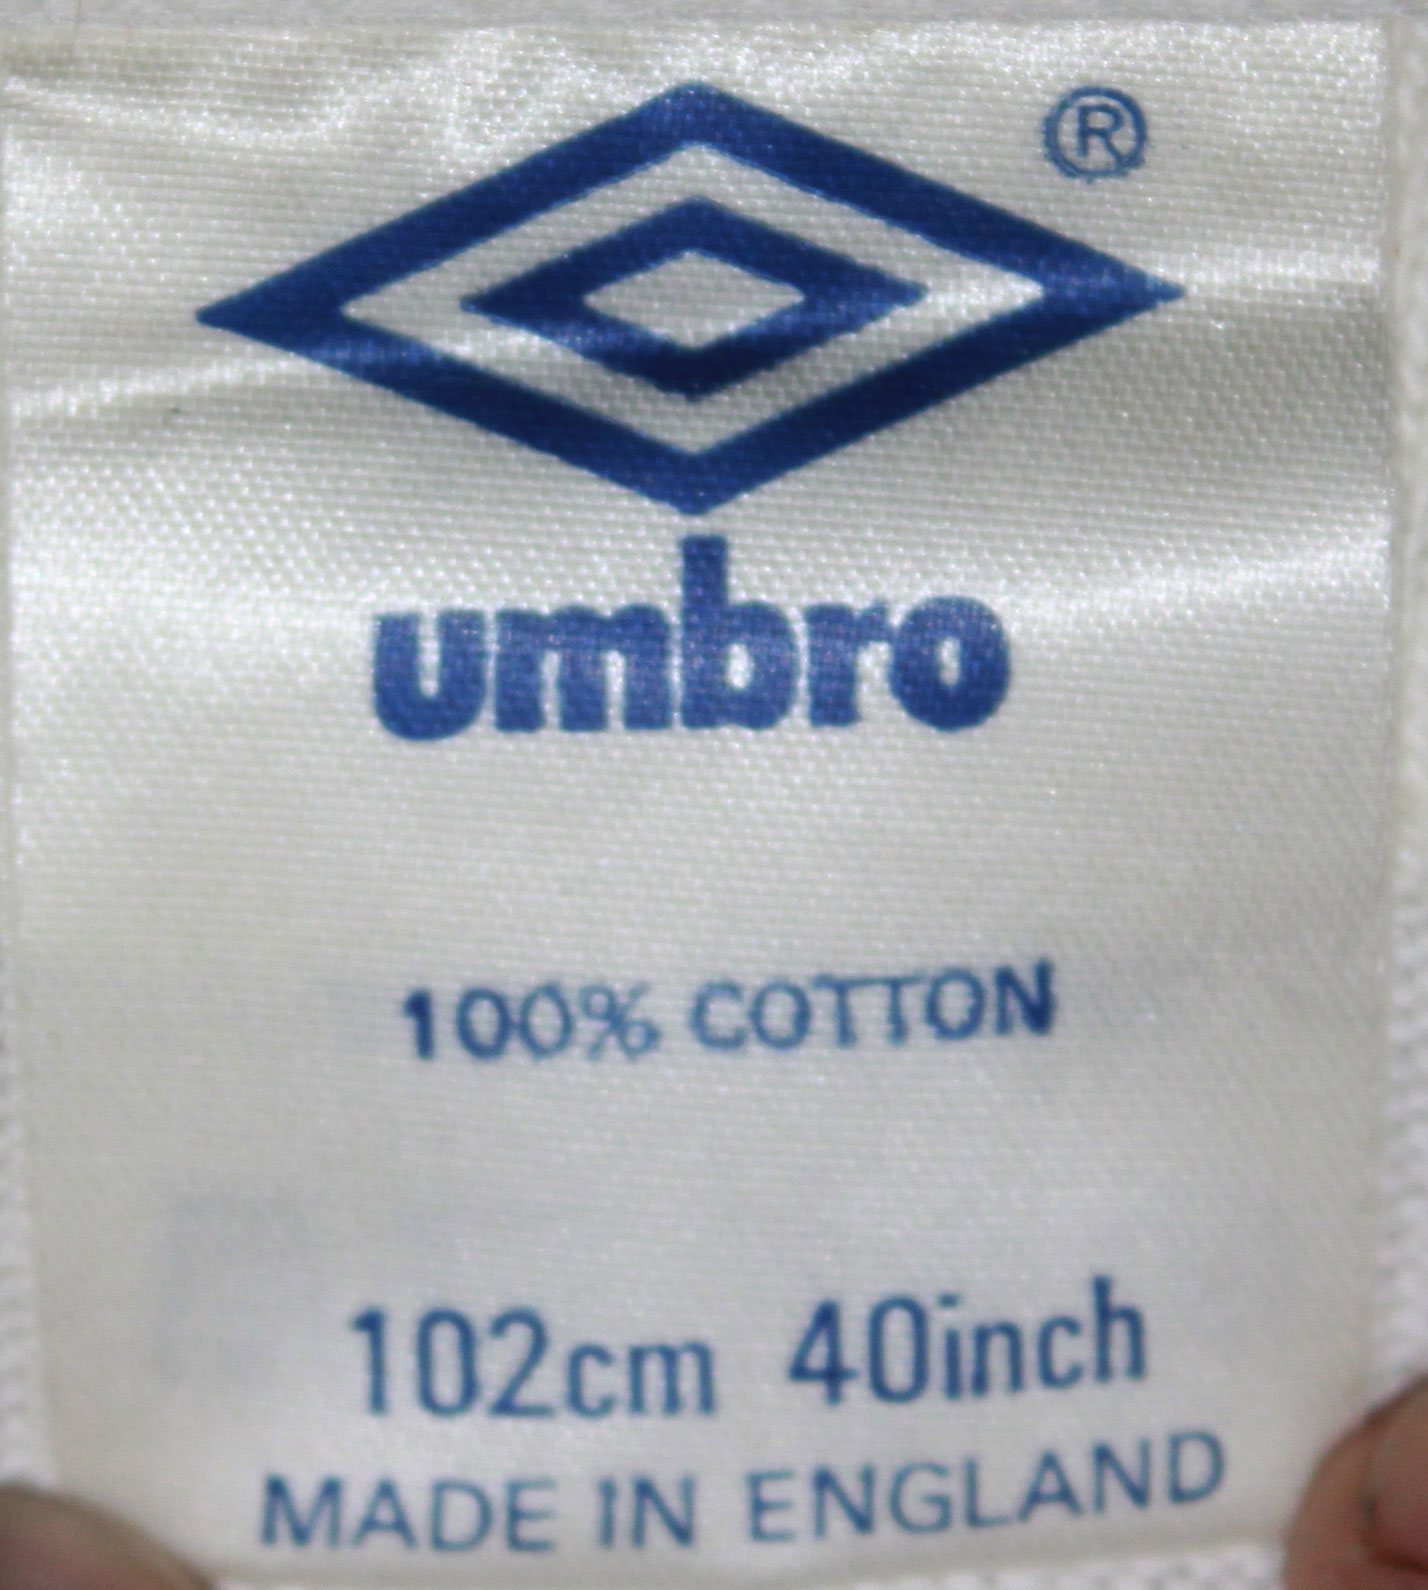 ®
umbro
100% COTTON
102cm 40inch
MADE IN ENGLAND